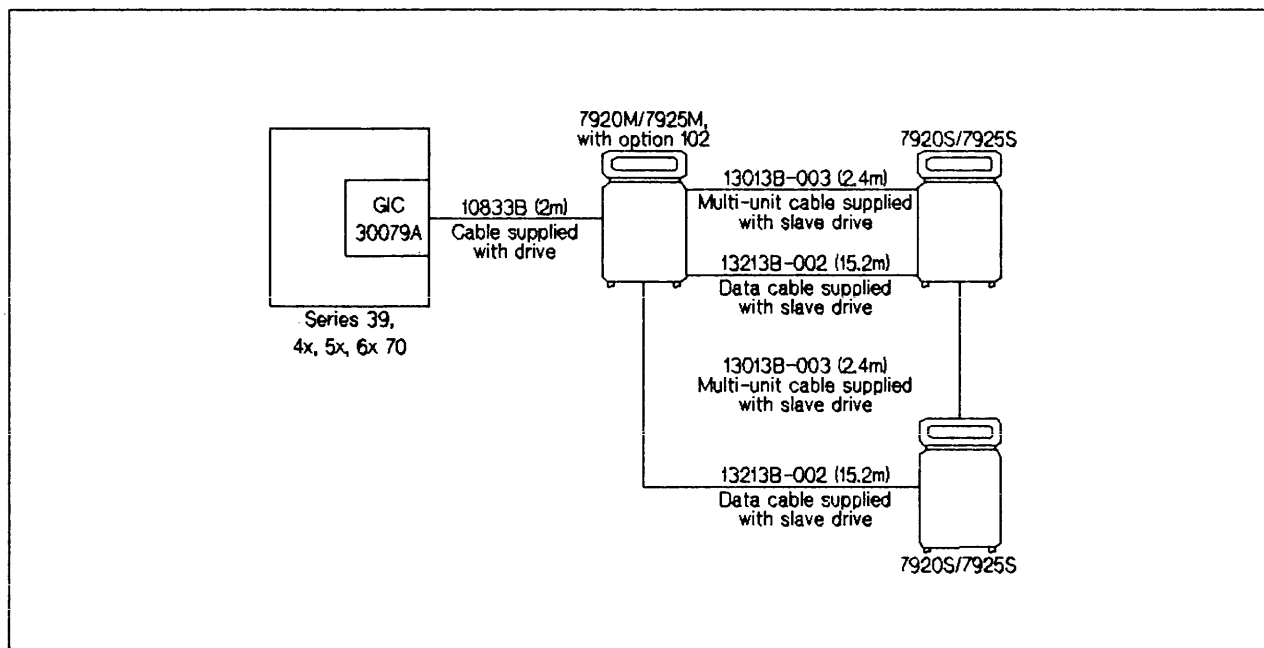 7920M/7925M,
with option 102
7920S/7925S
GIC
30079A
10833B (2m)
Cable supplied
with drive
13013B-003 (2.4m)
Multi-unit cable supplied
with slave drive
13213B-002 (15.2m)
Data cable supplied
with slave drive
Series 39,
4x, 5x, 6x 70
13013B-003 (2.4m)
Multi-unit cable supplied
with slave drive
13213B-002 (15.2m)
Data cable supplied
with slave drive
7920S/7925S